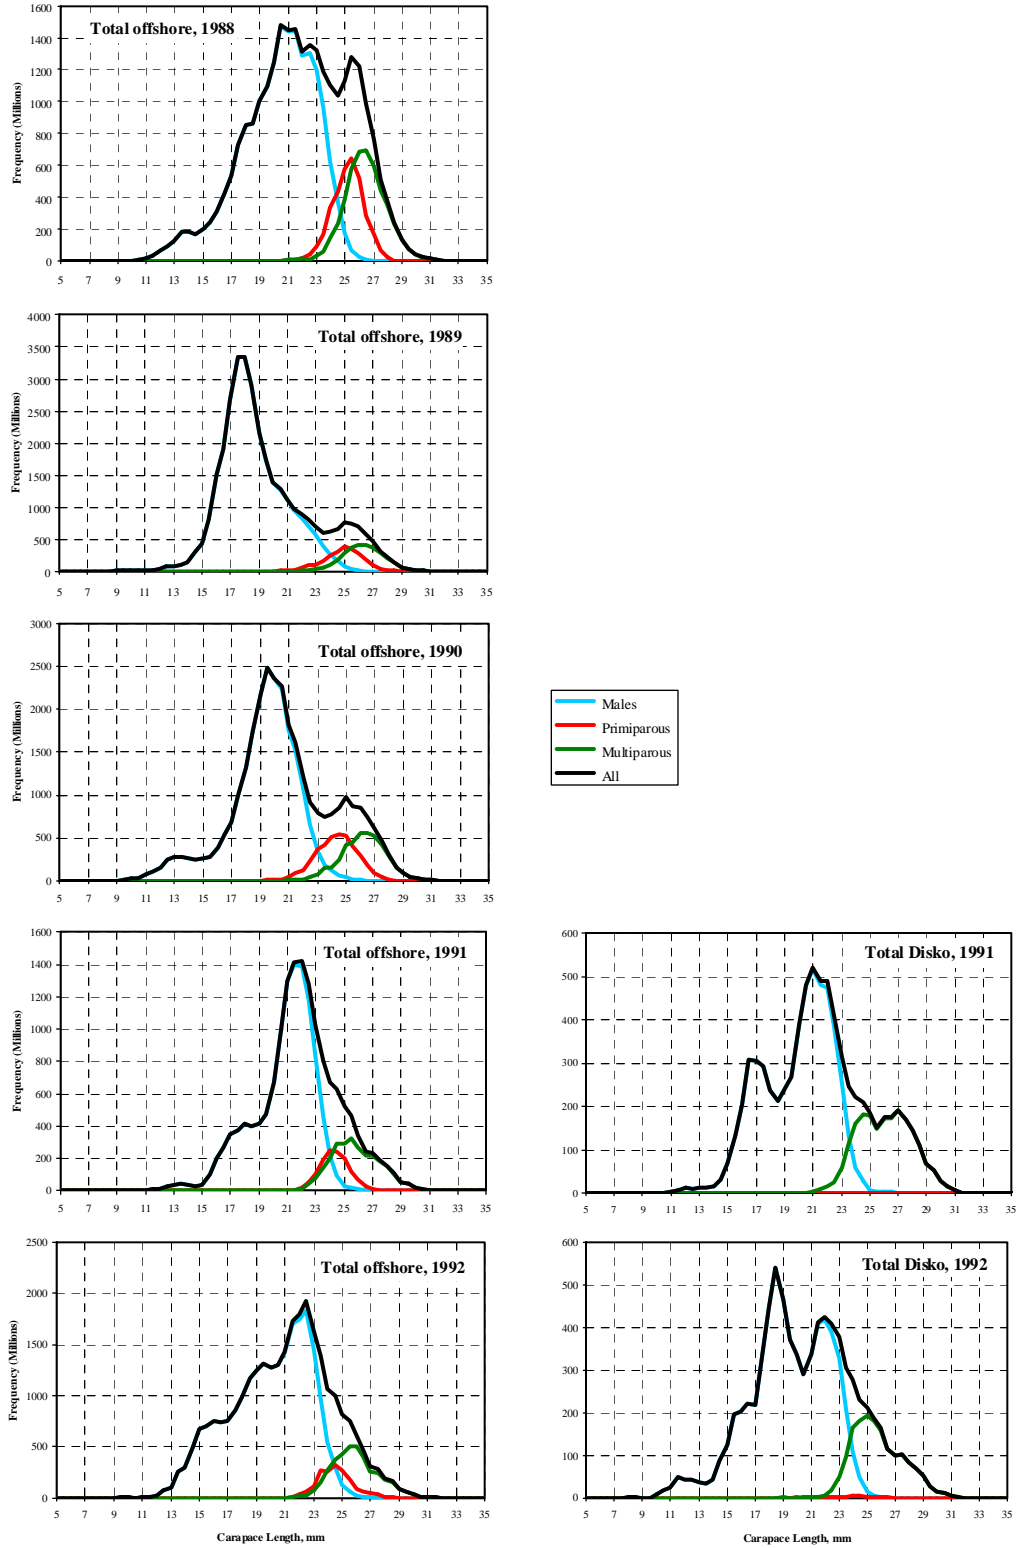 Total offshore, 1988
Frequency (Millions)
1600
1400
1200
1000
800
600
400
200
0
5 7 9 11 13 15 17 19 21 23 25 27 29 31 33 35
Total offshore, 1989
Frequency (Millions)
4000
3500
3000
2500
2000
1500
1000
500
0
5 7 9 11 13 15 17 19 21 23 25 27 29 31 33 35
Total offshore, 1990
Frequency (Millions)
3000
2500
2000
1500
1000
500
0
5 7 9 11 13 15 17 19 21 23 25 27 29 31 33 35
Males
Primiparous
Multiparous
All
Total offshore, 1991
Frequency (Millions)
1600
1400
1200
1000
800
600
400
200
0
5 7 9 11 13 15 17 19 21 23 25 27 29 31 33 35
Total Disko, 1991
600
500
400
300
200
100
0
5 7 9 11 13 15 17 19 21 23 25 27 29 31 33 35
Total offshore, 1992
Frequency (Millions)
2500
2000
1500
1000
500
0
5 7 9 11 13 15 17 19 21 23 25 27 29 31 33 35
Carapace Length, mm
Total Disko, 1992
600
500
400
300
200
100
0
5 7 9 11 13 15 17 19 21 23 25 27 29 31 33 35
Carapace Length, mm